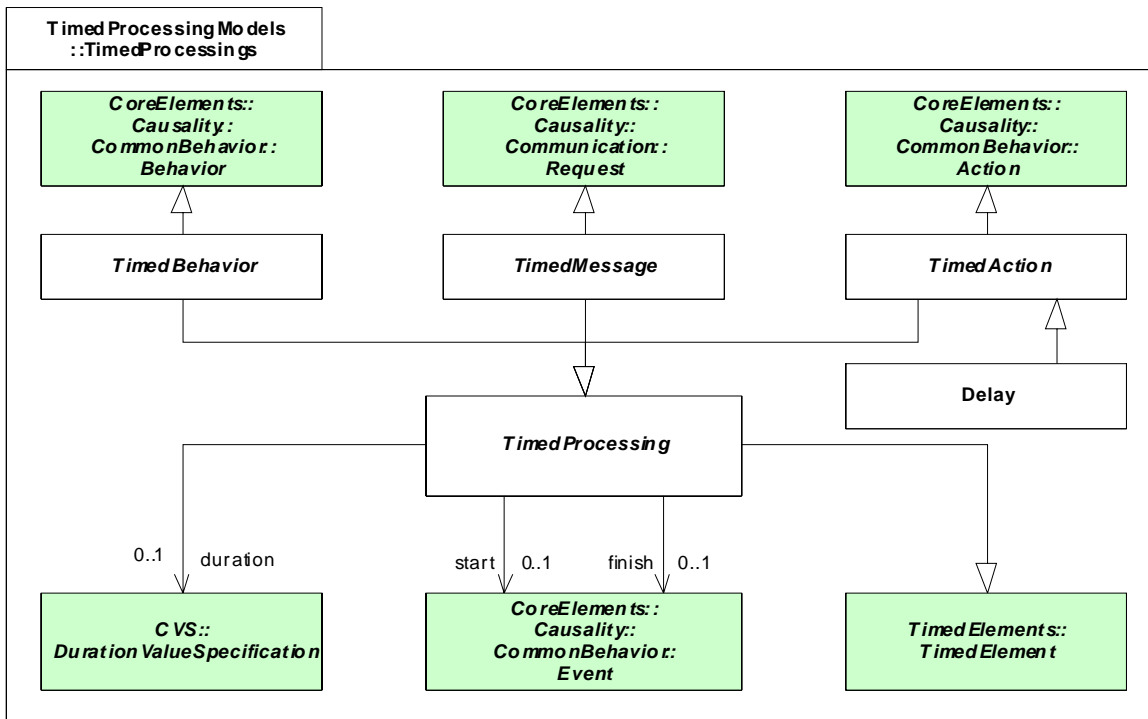 TimedProcessingModels
::TimedProcessings
CoreElements::
Causality::
CommonBehavior::
Behavior
CoreElements::
Causality::
Communication::
Request
CoreElements::
Causality::
CommonBehavior::
Action
TimedBehavior
TimedMessage
TimedAction
Delay
TimedProcessing
0..1
duration
start
0..1
finish
0..1
CVS::
DurationValueSpecification
CoreElements::
Causality::
CommonBehavior::
Event
TimedElements::
TimedElement